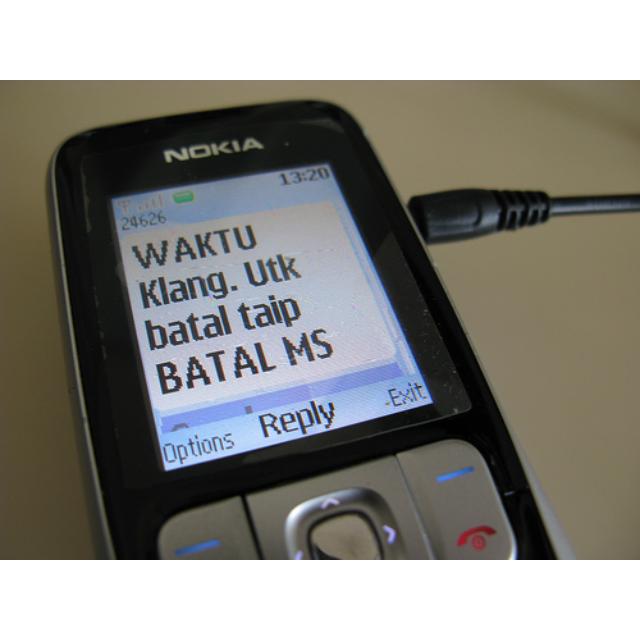 NOKIA
13:20
24626
WAKTU
Klang. Utk
batal taip
BATAL MS
Options Reply Exit